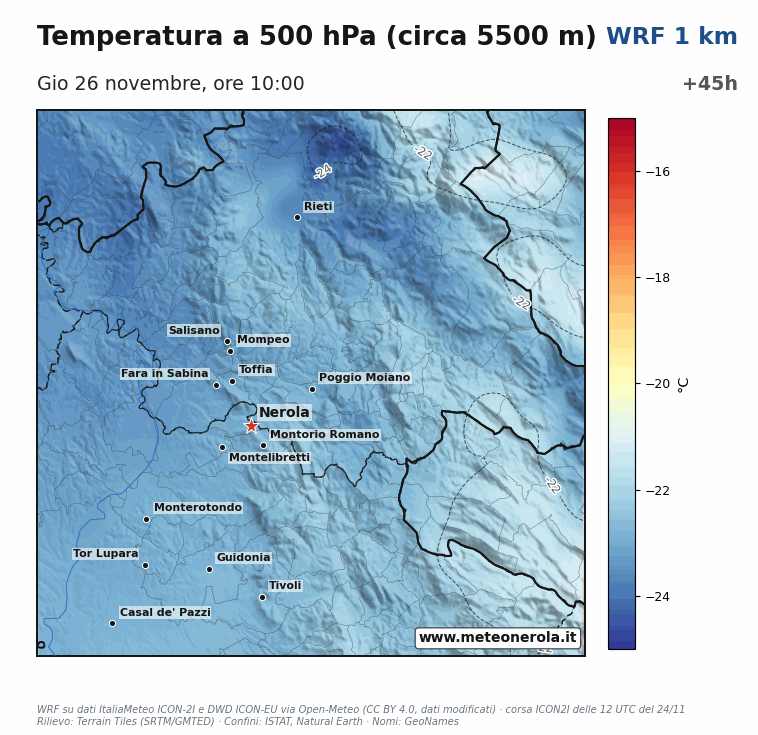 Temperatura a 500 hPa (circa 5500 m) WRF 1 km
Gio 26 novembre, ore 10:00 +45h
-22
-24
Rieti
-22
Salisano
Mompeo
Fara in Sabina
Toffia
Poggio Moiano
Nerola
Montorio Romano
Montelibretti
-22
Monterotondo
Tor Lupara
Guidonia
Tivoli
Casal de' Pazzi
www.meteonerola.it
-22
−16
−18
−20
−22
−24
°C
WRF su dati ItaliaMeteo ICON-2I e DWD ICON-EU via Open-Meteo (CC BY 4.0, dati modificati) · corsa ICON2I delle 12 UTC del 24/11
Rilievo: Terrain Tiles (SRTM/GMTED) · Confini: ISTAT, Natural Earth · Nomi: GeoNames